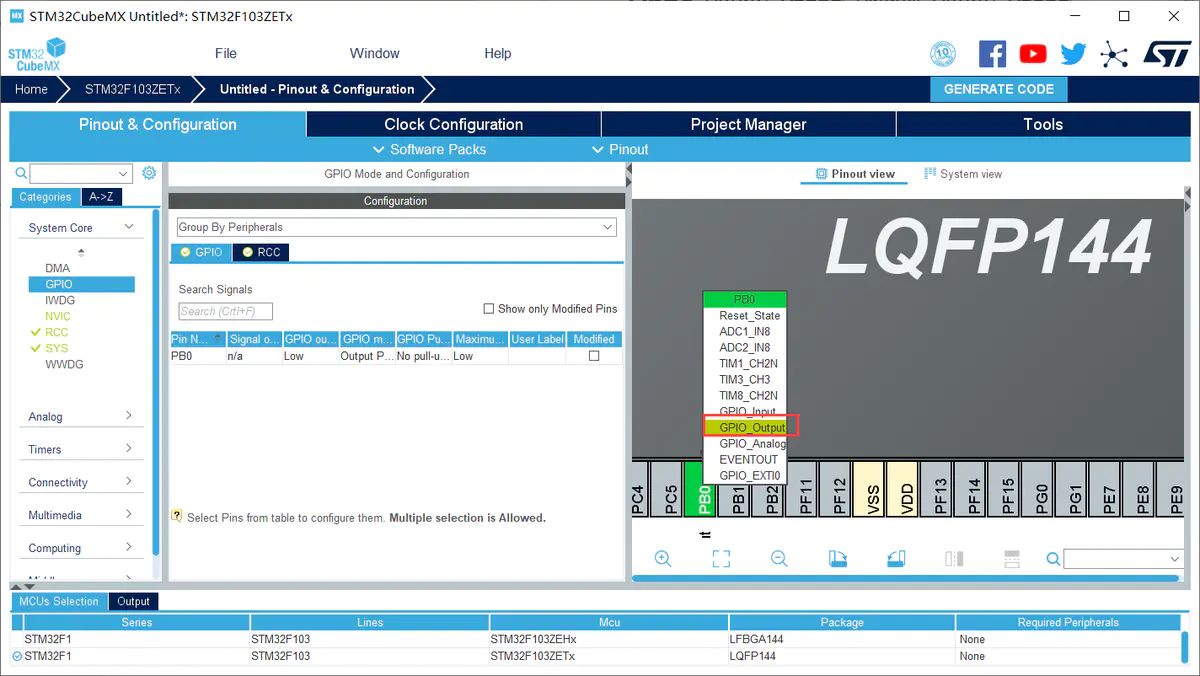 MX STM32CubeMX Untitled*: STM32F103ZETx
STM32 CubeMX
File Window Help
10
ST
Home STM32F103ZETx Untitled - Pinout & Configuration GENERATE CODE
Pinout & Configuration Clock Configuration Project Manager Tools
Software Packs Pinout
Categories A->Z
System Core
DMA
GPIO
IWDG
NVIC
RCC
SYS
WWDG
Analog
Timers
Connectivity
Multimedia
Computing
GPIO Mode and Configuration
Configuration
Group By Peripherals
GPIO RCC
Search Signals
Search (Crtl+F)
Show only Modified Pins
Pin N... Signal o... GPIO ou... GPIO m... GPIO Pu... Maximu... User Label Modified
PB0 n/a Low Output P... No pull-u... Low
Select Pins from table to configure them. Multiple selection is Allowed.
Pinout view System view
LQFP144
PB0
Reset_State
ADC1_IN8
ADC2_IN8
TIM1_CH2N
TIM3_CH3
TIM8_CH2N
GPIO_Input
GPIO_Output
GPIO_Analog
EVENTOUT
GPIO_EXTI0
PC4 PC5 PB0 PB1 PB2 PF11 PF12 VSS VDD PF13 PF14 PF15 PG0 PG1 PE7 PE8 PE9
MCUs Selection Output
Series Lines Mcu Package Required Peripherals
STM32F1 STM32F103 STM32F103ZEHx LFBGA144 None
STM32F1 STM32F103 STM32F103ZETx LQFP144 None